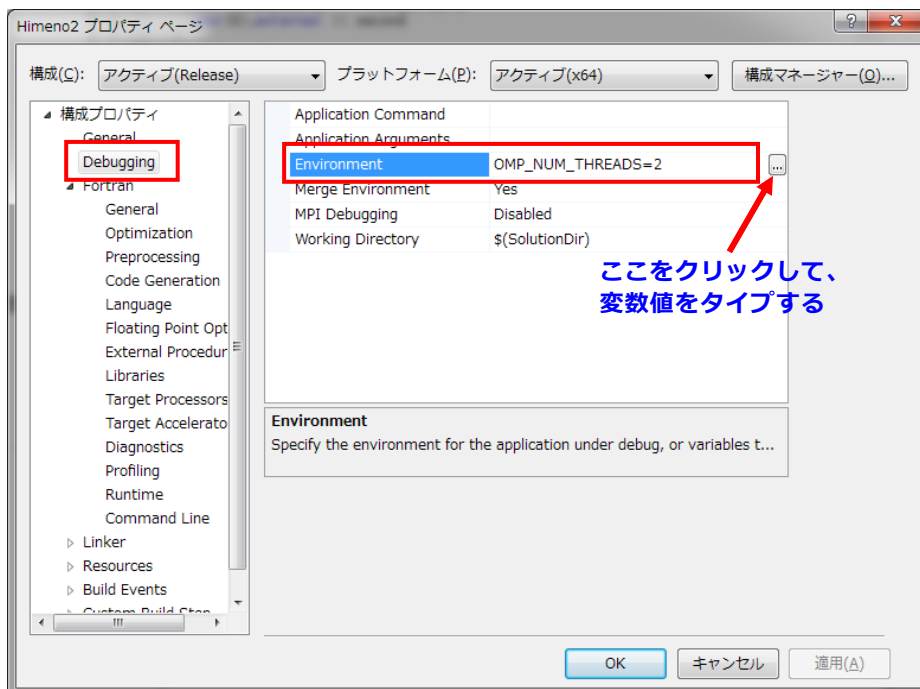 Himeno2 プロパティ ページ
構成(C): アクティブ(Release) プラットフォーム(P): アクティブ(x64) 構成マネージャー(O)...
構成プロパティ
General
Debugging
Fortran
General
Optimization
Preprocessing
Code Generation
Language
Floating Point Opt
External Procedur
Libraries
Target Processors
Target Accelerato
Diagnostics
Profiling
Runtime
Command Line
Linker
Resources
Build Events
Custom Build Step
Application Command
Application Arguments
Environment OMP_NUM_THREADS=2 ...
Merge Environment Yes
MPI Debugging Disabled
Working Directory $(SolutionDir)
ここをクリックして、
変数値をタイプする
Environment
Specify the environment for the application under debug, or variables t...
OK キャンセル 適用(A)